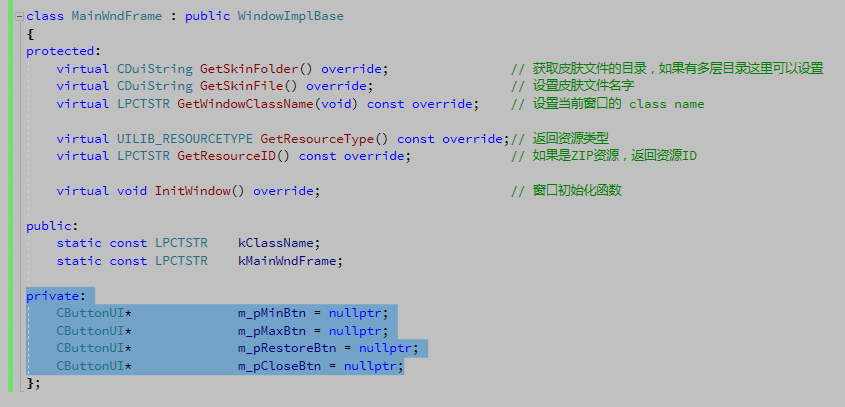 class MainWndFrame : public WindowImplBase
{
protected:
    virtual CDuiString GetSkinFolder() override;                // 获取皮肤文件的目录，如果有多层目录这里可以设置
    virtual CDuiString GetSkinFile() override;                  // 设置皮肤文件名字
    virtual LPCTSTR GetWindowClassName(void) const override;    // 设置当前窗口的 class name
    virtual UILIB_RESOURCETYPE GetResourceType() const override;// 返回资源类型
    virtual LPCTSTR GetResourceID() const override;             // 如果是ZIP资源，返回资源ID
    virtual void InitWindow() override;                         // 窗口初始化函数
public:
    static const LPCTSTR    kClassName;
    static const LPCTSTR    kMainWndFrame;
private:
    CButtonUI*              m_pMinBtn = nullptr;
    CButtonUI*              m_pMaxBtn = nullptr;
    CButtonUI*              m_pRestoreBtn = nullptr;
    CButtonUI*              m_pCloseBtn = nullptr;
};